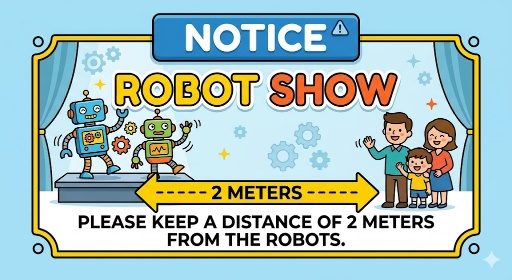 NOTICE
ROBOT SHOW
2 METERS
PLEASE KEEP A DISTANCE OF 2 METERS
FROM THE ROBOTS.